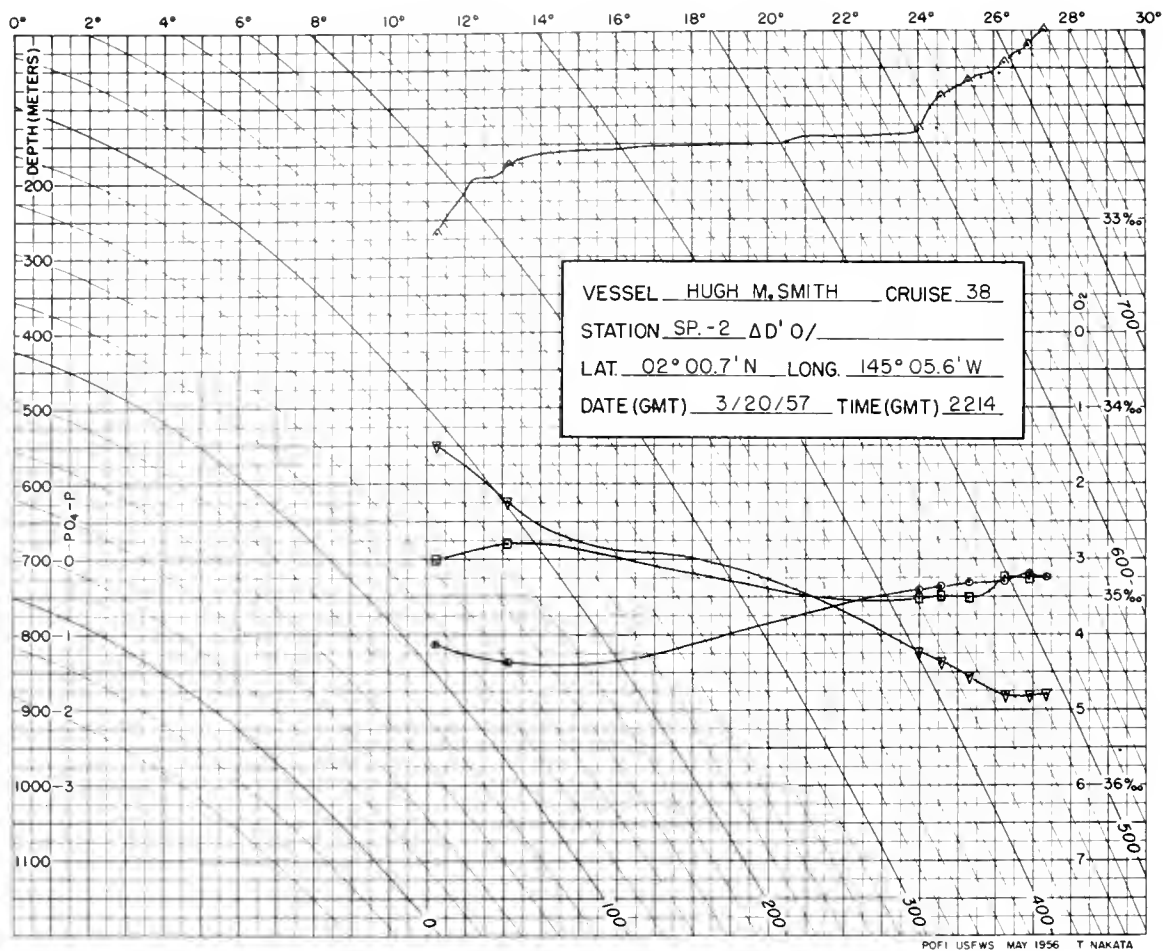 0° 2° 4° 6° 8° 10° 12° 14° 16° 18° 20° 22° 24° 26° 28° 30°
DEPTH (METERS)
200
33‰
300
VESSEL HUGH M. SMITH CRUISE 38
STATION SP.-2 ΔD' 0/
LAT. 02° 00.7' N LONG. 145° 05.6' W
DATE (GMT) 3/20/57 TIME (GMT) 2214
O2
700
0
400
500
1
34‰
600
PO4-P
2
700-0
3
600
35‰
800-1
4
900-2
5
1000-3
6
36‰
500
1100
7
0 100 200 300 400
POFI USFWS MAY 1956 T NAKATA